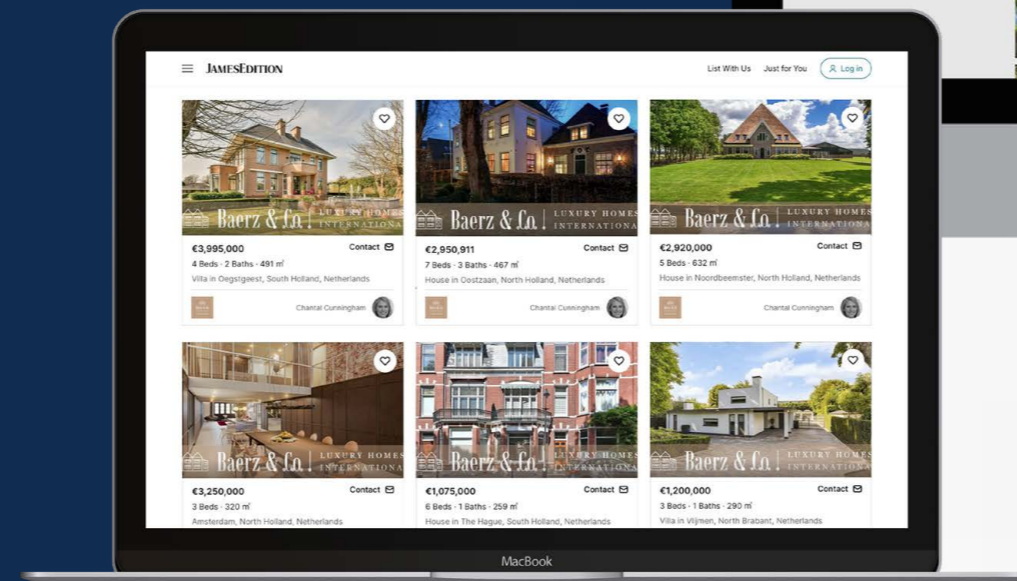 JAMESEDITION
List With Us Just for You Log in
Baerz & Co. LUXURY HOMES INTERNATIONA
Baerz & Co. LUXURY HOMES INTERNATIONA
Baerz & Co. LUXURY HOMES INTERNATIONA
€3,995,000 Contact
4 Beds · 2 Baths · 491 m²
Villa in Oegstgeest, South Holland, Netherlands
Chantal Cunningham
€2,950,911 Contact
7 Beds · 3 Baths · 467 m²
House in Oostzaan, North Holland, Netherlands
Chantal Cunningham
€2,920,000 Contact
5 Beds · 632 m²
House in Noordbeemster, North Holland, Netherlands
Chantal Cunningham
Baerz & Co. LUXURY HOMES INTERNATIONA
Baerz & Co. LUXURY HOMES INTERNATIONA
Baerz & Co. LUXURY HOMES INTERNATIONA
€3,250,000 Contact
3 Beds · 320 m²
Amsterdam, North Holland, Netherlands
€1,075,000 Contact
6 Beds · 1 Baths · 259 m²
House in The Hague, South Holland, Netherlands
€1,200,000 Contact
3 Beds · 1 Baths · 290 m²
Villa in Vlijmen, North Brabant, Netherlands
MacBook